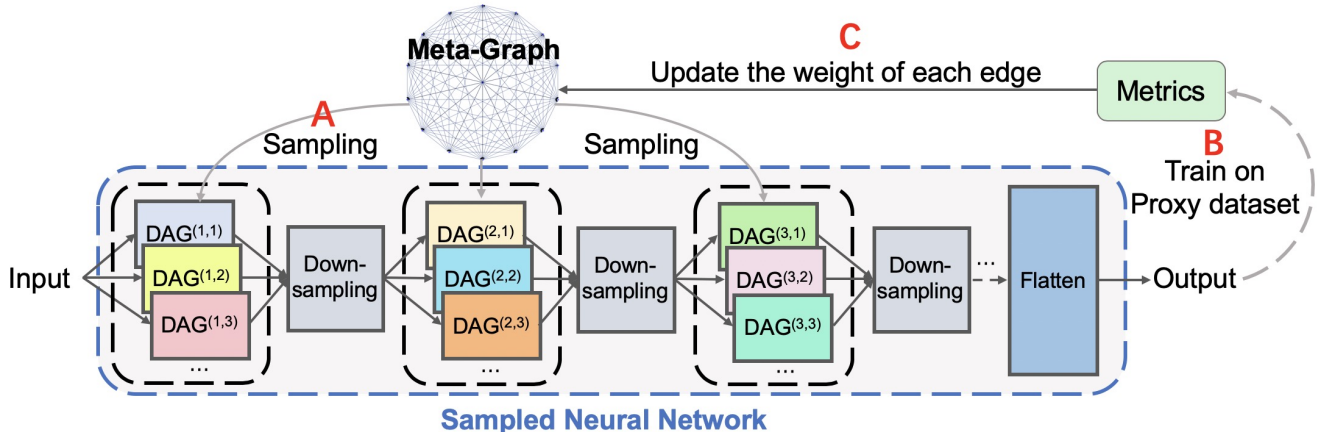 Meta-Graph
C
Update the weight of each edge
Metrics
A
Sampling
Sampling
B
Train on
Proxy dataset
Input
DAG(1,1)
DAG(1,2)
DAG(1,3)
...
Down-
sampling
DAG(2,1)
DAG(2,2)
DAG(2,3)
...
Down-
sampling
DAG(3,1)
DAG(3,2)
DAG(3,3)
...
Down-
sampling
...
Flatten
Output
Sampled Neural Network